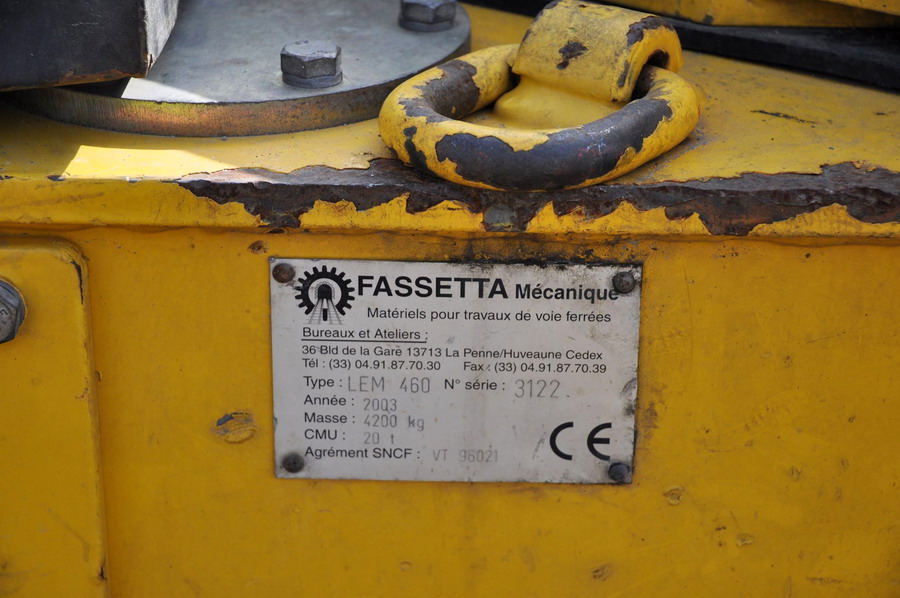 FASSETTA Mécanique
Matériels pour travaux de voie ferrées
Bureaux et Ateliers :
36 Bld de la Gare 13713 La Penne/Huveaune Cedex
Tél : (33) 04.91.87.70.30 Fax : (33) 04.91.87.70.39
Type : LEM 460 N° série : 3122
Année : 2003
Masse : 4200 kg
CMU : 20 t
Agrément SNCF : VT 96021
CE